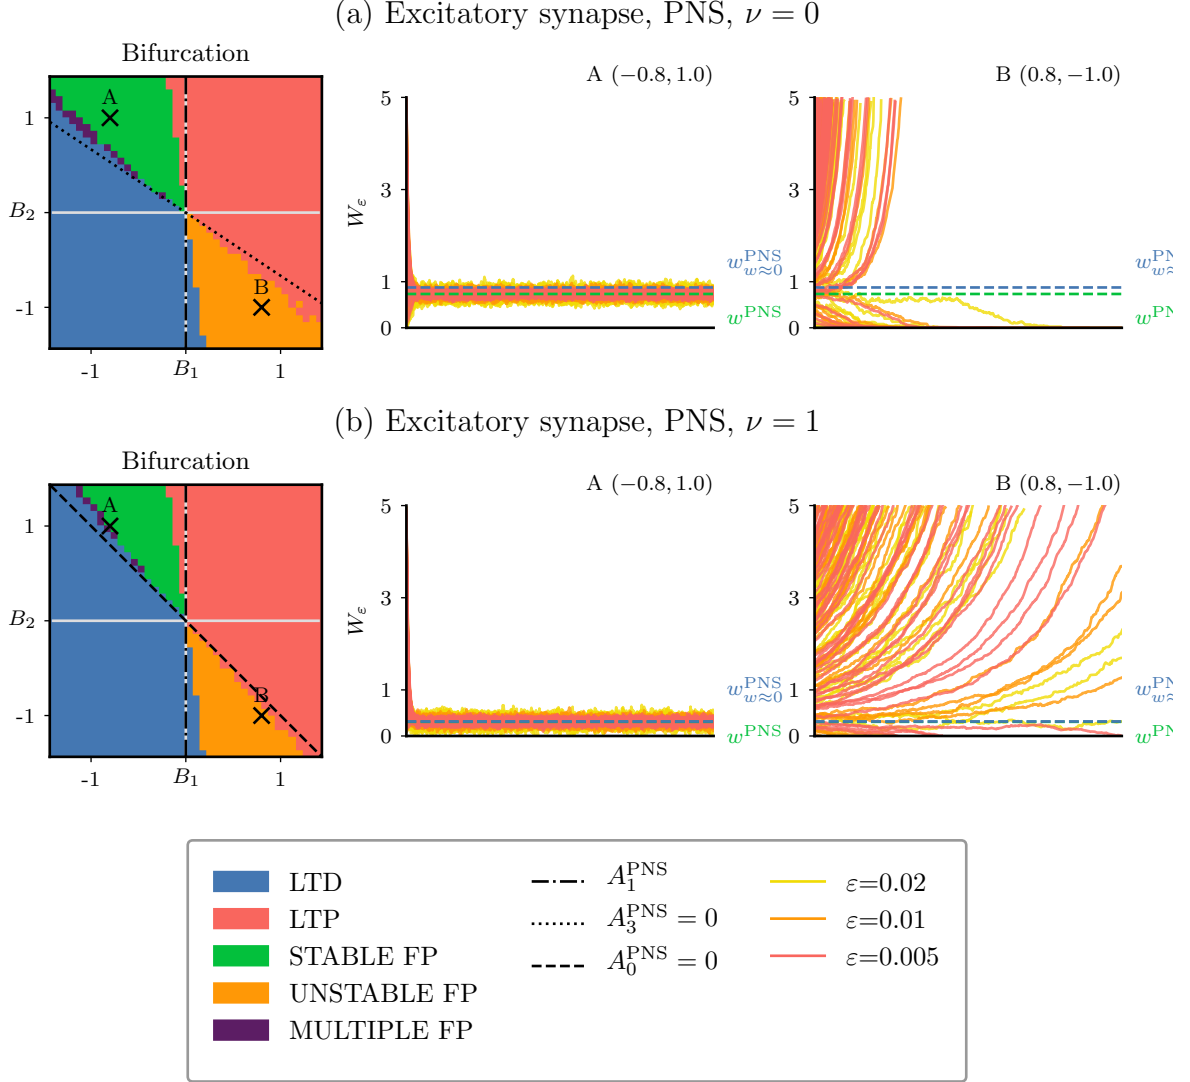 (a) Excitatory synapse, PNS, ν = 0
Bifurcation
A (−0.8, 1.0)
B (0.8, −1.0)
A
B
1
B₂
-1
-1
B₁
1
W_ε
5
3
1
0
w^PNS_w≈0
w^PNS
5
3
1
0
w^PN_w≈
w^PN
(b) Excitatory synapse, PNS, ν = 1
Bifurcation
A (−0.8, 1.0)
B (0.8, −1.0)
A
B
1
B₂
-1
-1
B₁
1
W_ε
5
3
1
0
w^PNS_w≈0
w^PNS
5
3
1
0
w^PN_w≈
w^PN
LTD
LTP
STABLE FP
UNSTABLE FP
MULTIPLE FP
A₁^PNS
A₃^PNS = 0
A₀^PNS = 0
ε=0.02
ε=0.01
ε=0.005